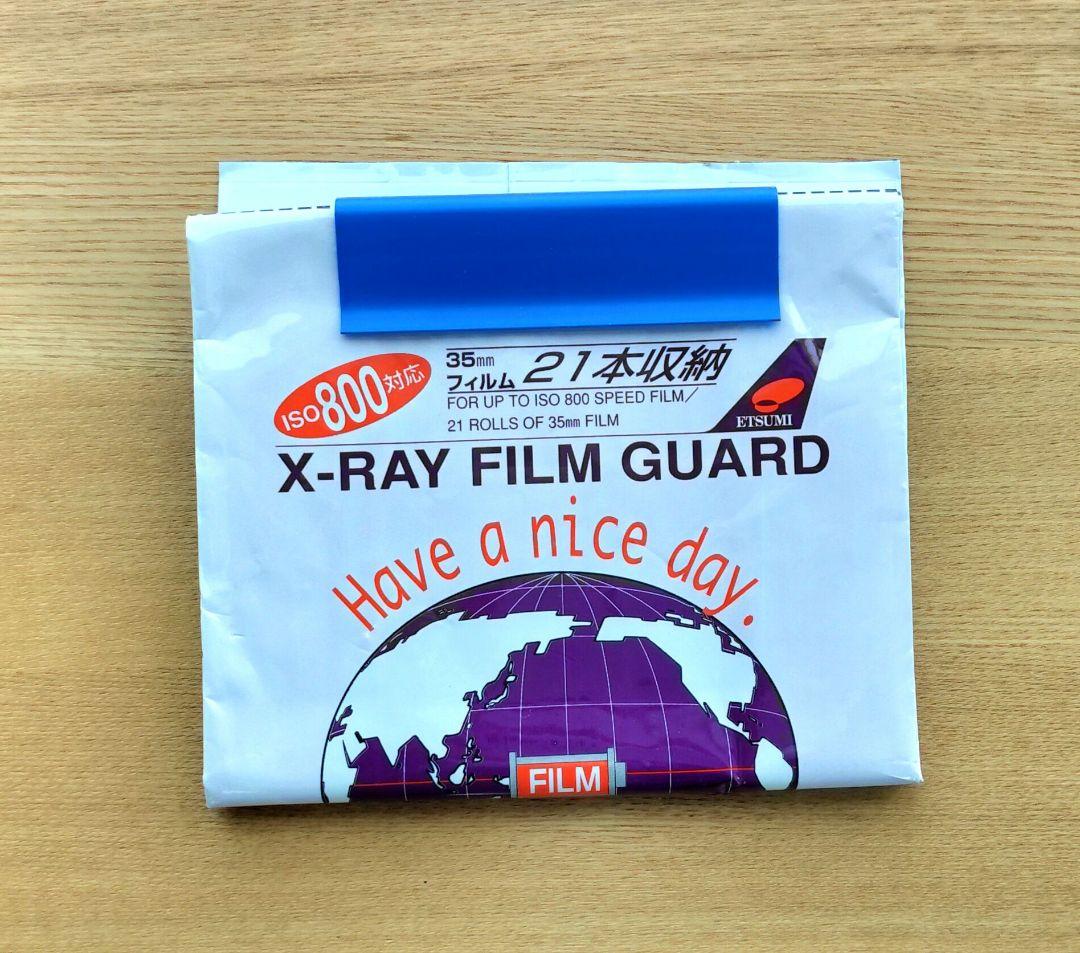 ISO800対応
35mm
フィルム 21本収納
FOR UP TO ISO 800 SPEED FILM/
21 ROLLS OF 35mm FILM
ETSUMI
X-RAY FILM GUARD
Have a nice day.
FILM